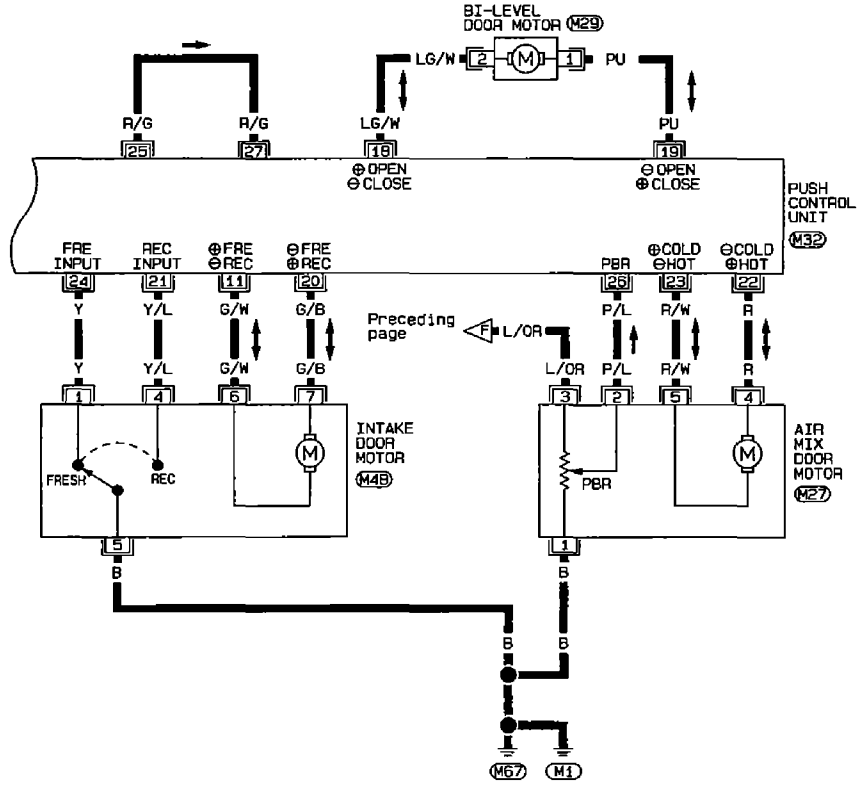 BI-LEVEL
DOOR MOTOR M29
LG/W 2 M 1 PU
R/G R/G LG/W PU
25 27 18 19
⊕ OPEN ⊖ OPEN
⊖ CLOSE ⊕ CLOSE
PUSH
CONTROL
UNIT
M32
FRE REC ⊕ FRE ⊖ FRE ⊕ COLD ⊖ COLD
INPUT INPUT ⊖ REC ⊕ REC PBR ⊖ HOT ⊕ HOT
24 21 11 20 26 23 22
Y Y/L G/W G/B P/L R/W R
Preceding
page
F L/OR
Y Y/L G/W G/B L/OR P/L R/W R
1 4 6 7 3 2 5 4
INTAKE
DOOR
MOTOR
M48
AIR
MIX
DOOR
MOTOR
M27
M M
FRESH REC PBR
5 1
B B
B B
M67 M1